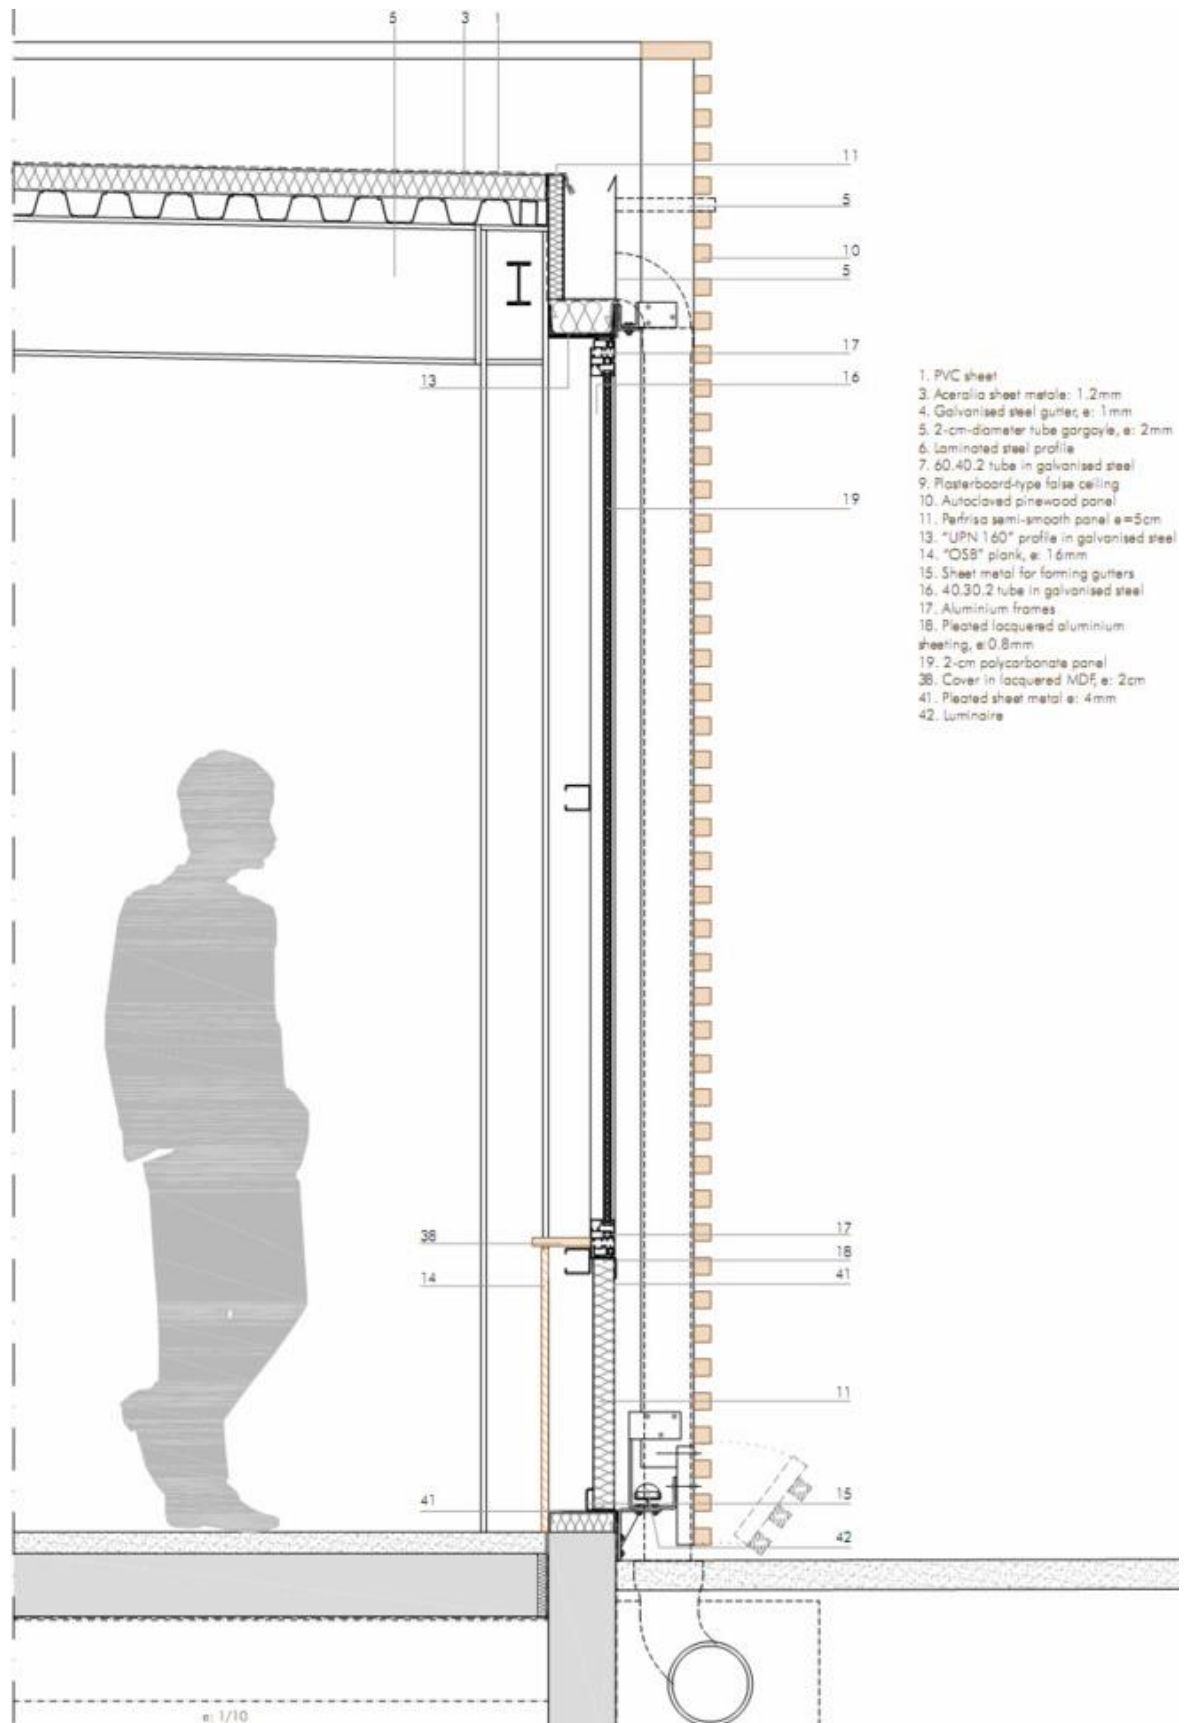 5 3 1
11
5
10
5
17
13 16
19
1. PVC sheet
3. Aceralia sheet metale: 1.2mm
4. Galvanised steel gutter, e: 1mm
5. 2-cm-diameter tube gargoyle, e: 2mm
6. Laminated steel profile
7. 60.40.2 tube in galvanised steel
9. Plasterboard-type false ceiling
10. Autoclaved pinewood panel
11. Perfrisa semi-smooth panel e=5cm
13. "UPN 160" profile in galvanised steel
14. "OSB" plank, e: 16mm
15. Sheet metal for forming gutters
16. 40.30.2 tube in galvanised steel
17. Aluminium frames
18. Pleated lacquered aluminium
sheeting, e:0.8mm
19. 2-cm polycarbonate panel
38. Cover in lacquered MDF, e: 2cm
41. Pleated sheet metal e: 4mm
42. Luminaire
38 17
18
14 41
11
41 15
42
e: 1/10